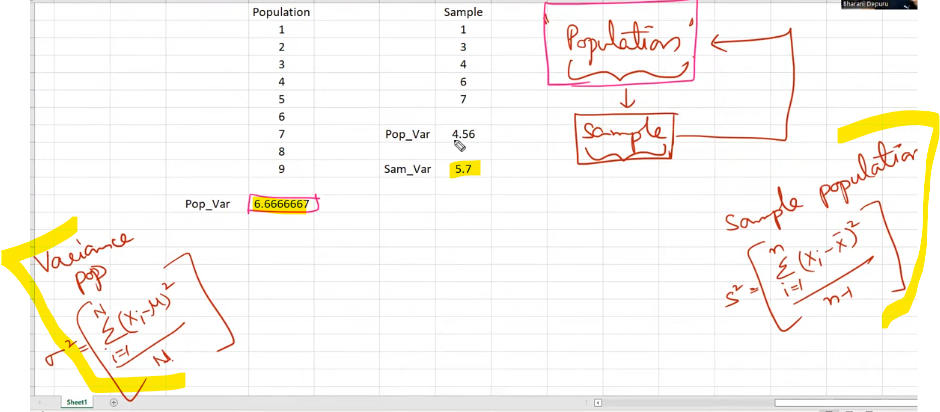 Bharani Depuru
Population Sample
1 1
2 3
3 4
4 6
5 7
6
7 Pop_Var 4.56
8
9 Sam_Var 5.7
Pop_Var 6.6666667
Population
Sample
Sample population
s² = [ n Σ i=1 (xi - x̄)² / n-1 ]
Variance
pop
σ² = [ N Σ i=1 (xi - μ)² / N ]
Sheet1